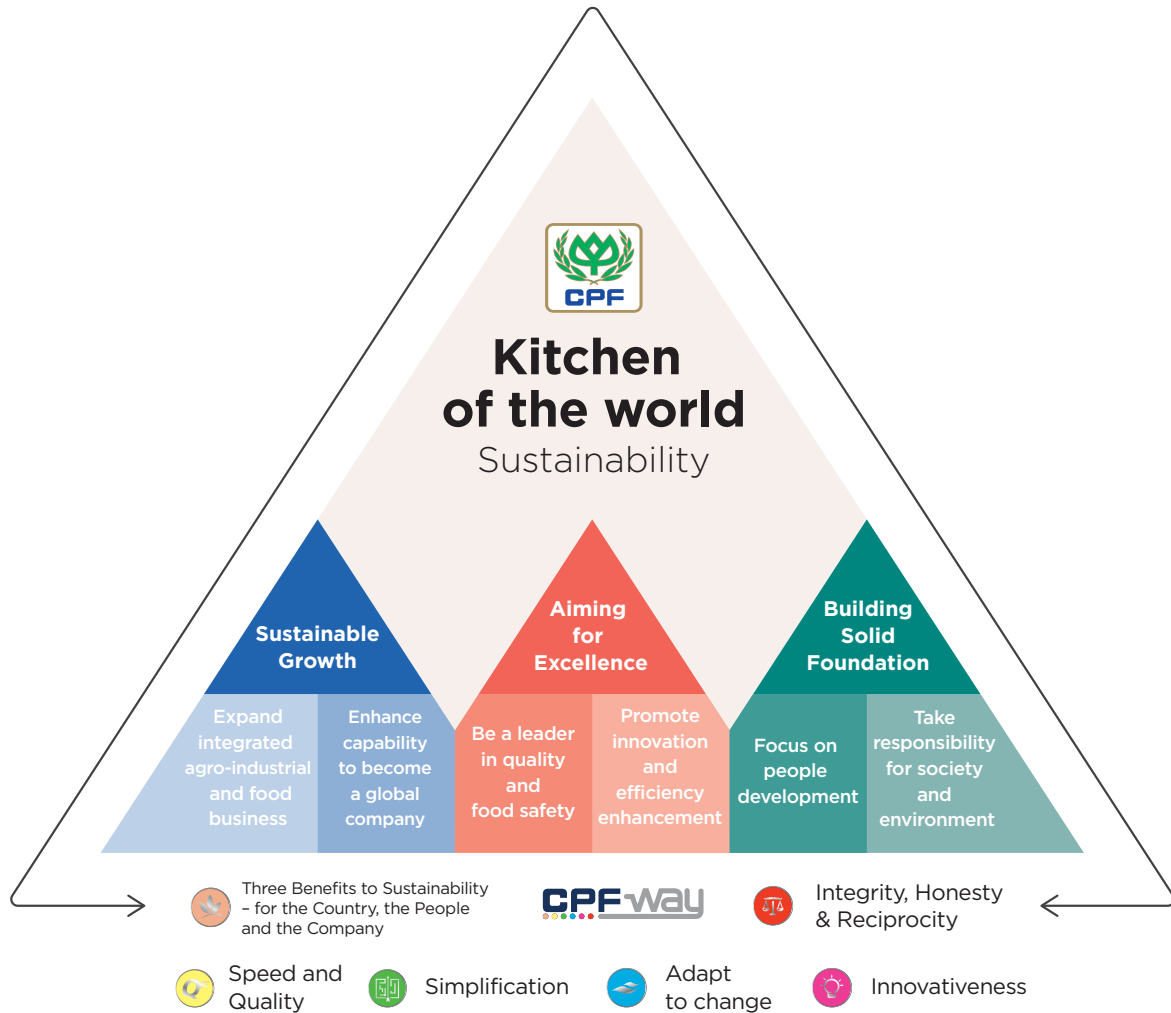 CPF
Kitchen
of the world
Sustainability
Sustainable
Growth
Aiming
for
Excellence
Building
Solid
Foundation
Expand
integrated
agro-industrial
and food
business
Enhance
capability
to become
a global
company
Be a leader
in quality
and
food safety
Promote
innovation
and
efficiency
enhancement
Focus on
people
development
Take
responsibility
for society
and
environment
Three Benefits to Sustainability
– for the Country, the People
and the Company
CPF way
Integrity, Honesty
& Reciprocity
Speed and
Quality
Simplification
Adapt
to change
Innovativeness